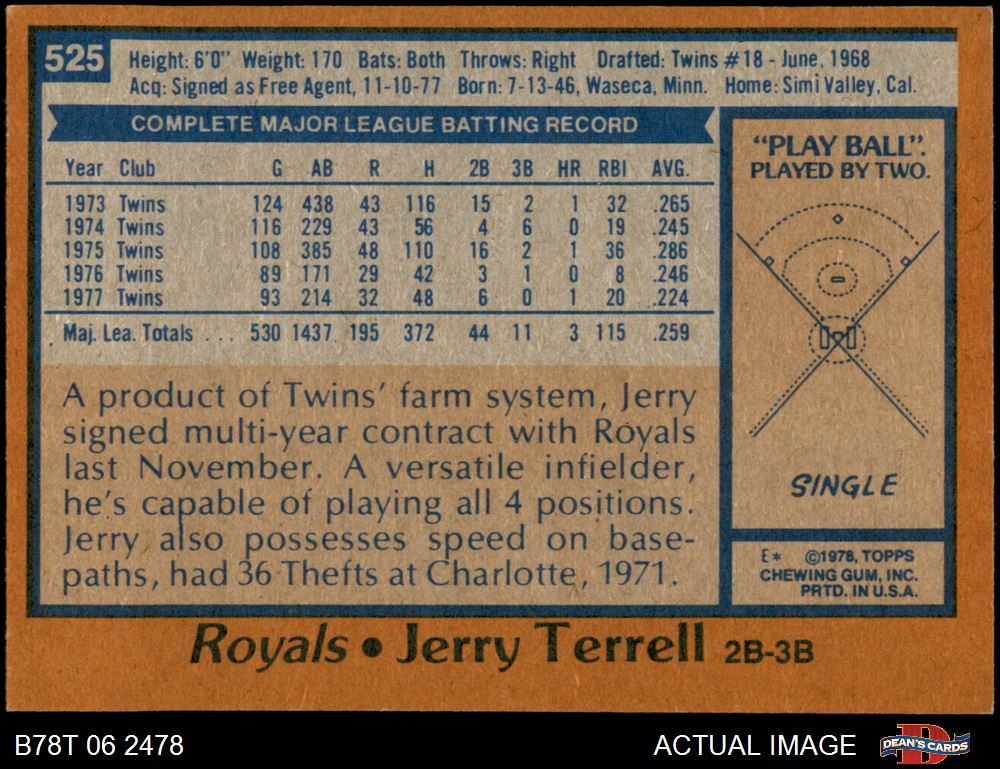 525
Height: 6'0" Weight: 170 Bats: Both Throws: Right Drafted: Twins #18 - June, 1968
Acq: Signed as Free Agent, 11-10-77 Born: 7-13-46, Waseca, Minn. Home: Simi Valley, Cal.
COMPLETE MAJOR LEAGUE BATTING RECORD
Year Club G AB R H 2B 3B HR RBI AVG.
1973 Twins 124 438 43 116 15 2 1 32 .265
1974 Twins 116 229 43 56 4 6 0 19 .245
1975 Twins 108 385 48 110 16 2 1 36 .286
1976 Twins 89 171 29 42 3 1 0 8 .246
1977 Twins 93 214 32 48 6 0 1 20 .224
Maj. Lea. Totals . . . 530 1437 195 372 44 11 3 115 .259
A product of Twins' farm system, Jerry
signed multi-year contract with Royals
last November. A versatile infielder,
he's capable of playing all 4 positions.
Jerry also possesses speed on base-
paths, had 36 Thefts at Charlotte, 1971.
"PLAY BALL".
PLAYED BY TWO.
SINGLE
E* ©1978, TOPPS
CHEWING GUM, INC.
PRTD. IN U.S.A.
Royals • Jerry Terrell 2B-3B
B78T 06 2478
ACTUAL IMAGE
DEAN'S CARDS